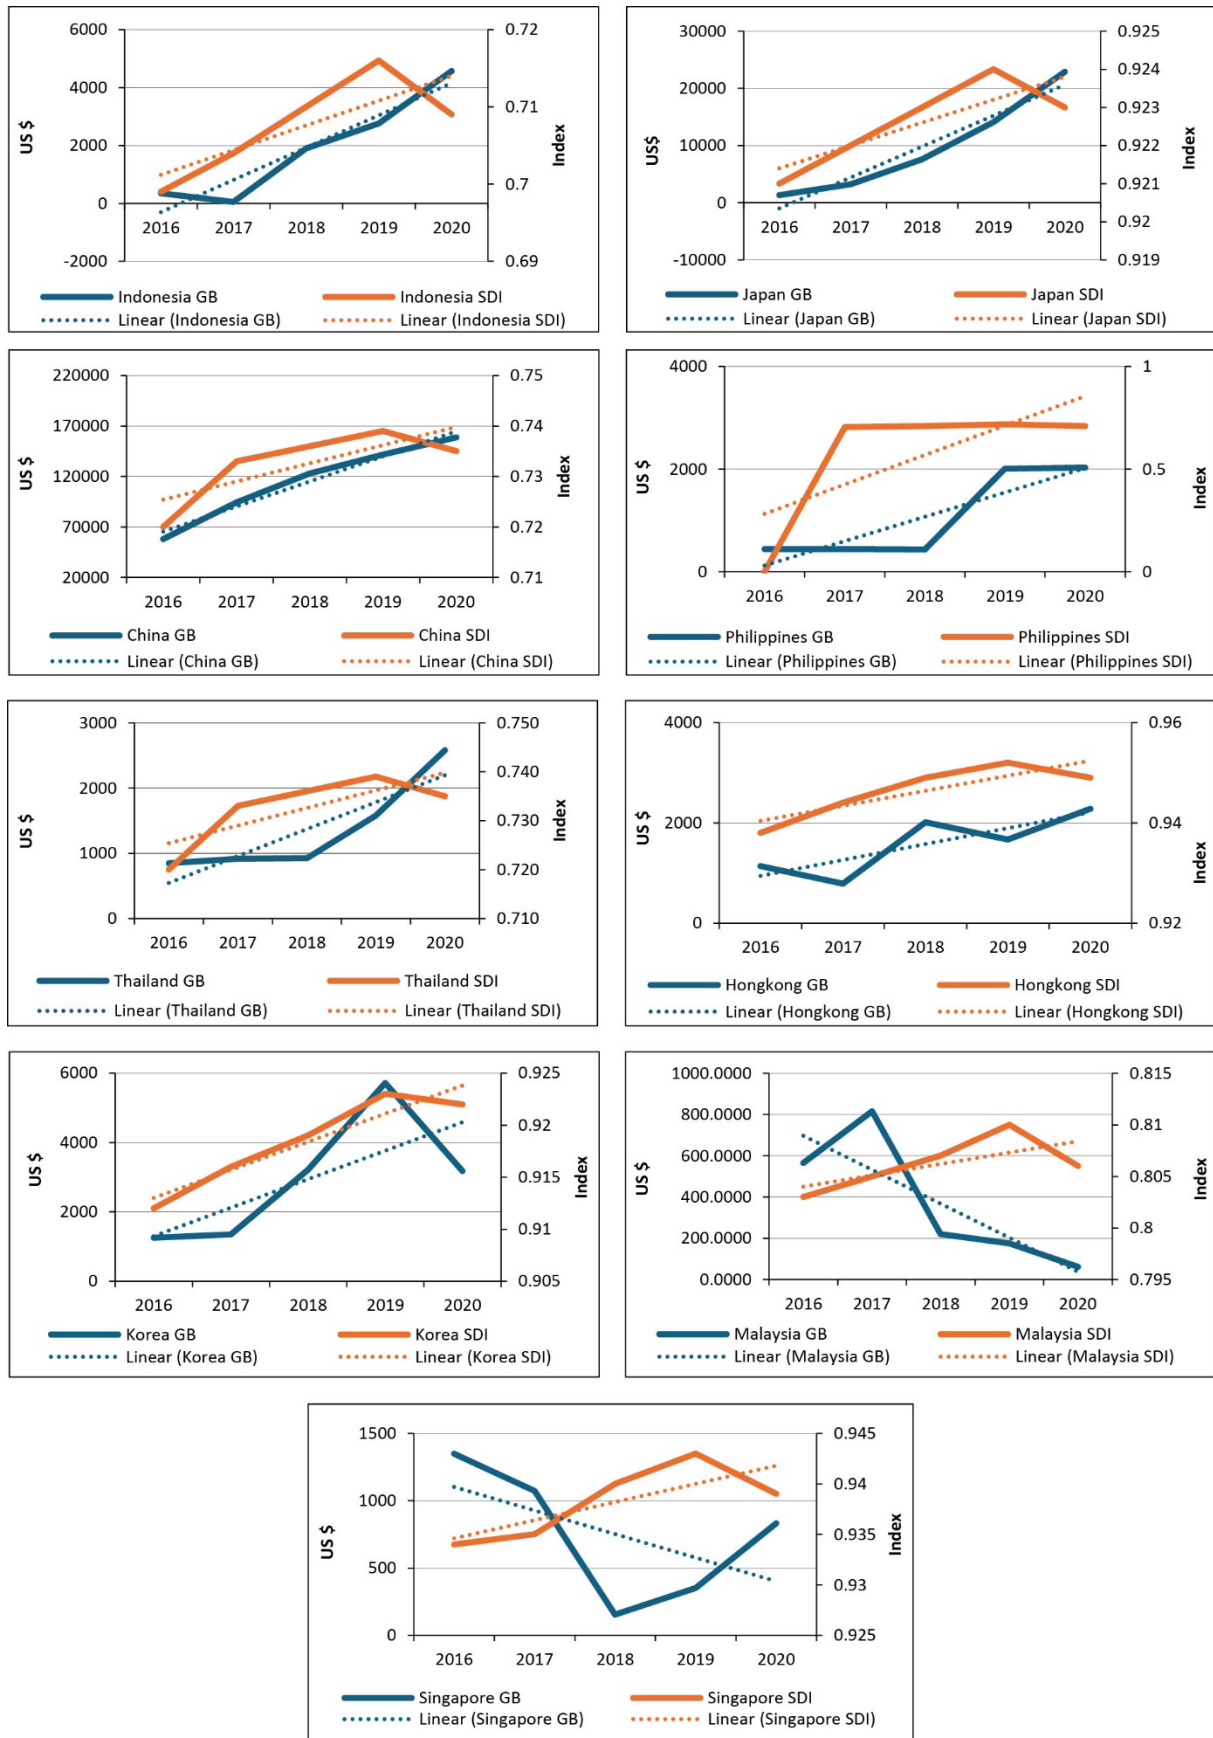 6000
4000
2000
0
-2000
US $
0.72
0.71
0.7
0.69
Index
2016 2017 2018 2019 2020
Indonesia GB Indonesia SDI
Linear (Indonesia GB) Linear (Indonesia SDI)
30000
20000
10000
0
-10000
US$
0.925
0.924
0.923
0.922
0.921
0.92
0.919
Index
2016 2017 2018 2019 2020
Japan GB Japan SDI
Linear (Japan GB) Linear (Japan SDI)
220000
170000
120000
70000
20000
US $
0.75
0.74
0.73
0.72
0.71
Index
2016 2017 2018 2019 2020
China GB China SDI
Linear (China GB) Linear (China SDI)
4000
2000
0
US $
1
0.5
0
Index
2016 2017 2018 2019 2020
Philippines GB Philippines SDI
Linear (Philippines GB) Linear (Philippines SDI)
3000
2000
1000
0
US $
0.750
0.740
0.730
0.720
0.710
Index
2016 2017 2018 2019 2020
Thailand GB Thailand SDI
Linear (Thailand GB) Linear (Thailand SDI)
4000
2000
0
US $
0.96
0.94
0.92
Index
2016 2017 2018 2019 2020
Hongkong GB Hongkong SDI
Linear (Hongkong GB) Linear (Hongkong SDI)
6000
4000
2000
0
US $
0.925
0.92
0.915
0.91
0.905
Index
2016 2017 2018 2019 2020
Korea GB Korea SDI
Linear (Korea GB) Linear (Korea SDI)
1000.0000
800.0000
600.0000
400.0000
200.0000
0.0000
US $
0.815
0.81
0.805
0.8
0.795
Index
2016 2017 2018 2019 2020
Malaysia GB Malaysia SDI
Linear (Malaysia GB) Linear (Malaysia SDI)
1500
1000
500
0
US $
0.945
0.94
0.935
0.93
0.925
Index
2016 2017 2018 2019 2020
Singapore GB Singapore SDI
Linear (Singapore GB) Linear (Singapore SDI)